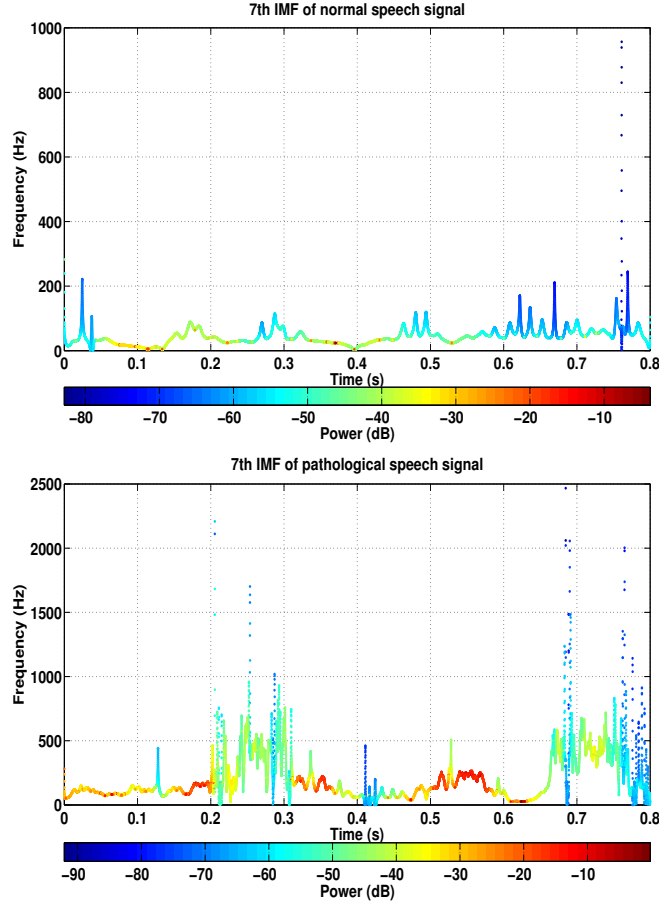 7th IMF of normal speech signal
1000
800
600
400
200
0
Frequency (Hz)
0 0.1 0.2 0.3 0.4 0.5 0.6 0.7 0.8
Time (s)
−80 −70 −60 −50 −40 −30 −20 −10
Power (dB)
7th IMF of pathological speech signal
2500
2000
1500
1000
500
0
Frequency (Hz)
0 0.1 0.2 0.3 0.4 0.5 0.6 0.7 0.8
Time (s)
−90 −80 −70 −60 −50 −40 −30 −20 −10
Power (dB)